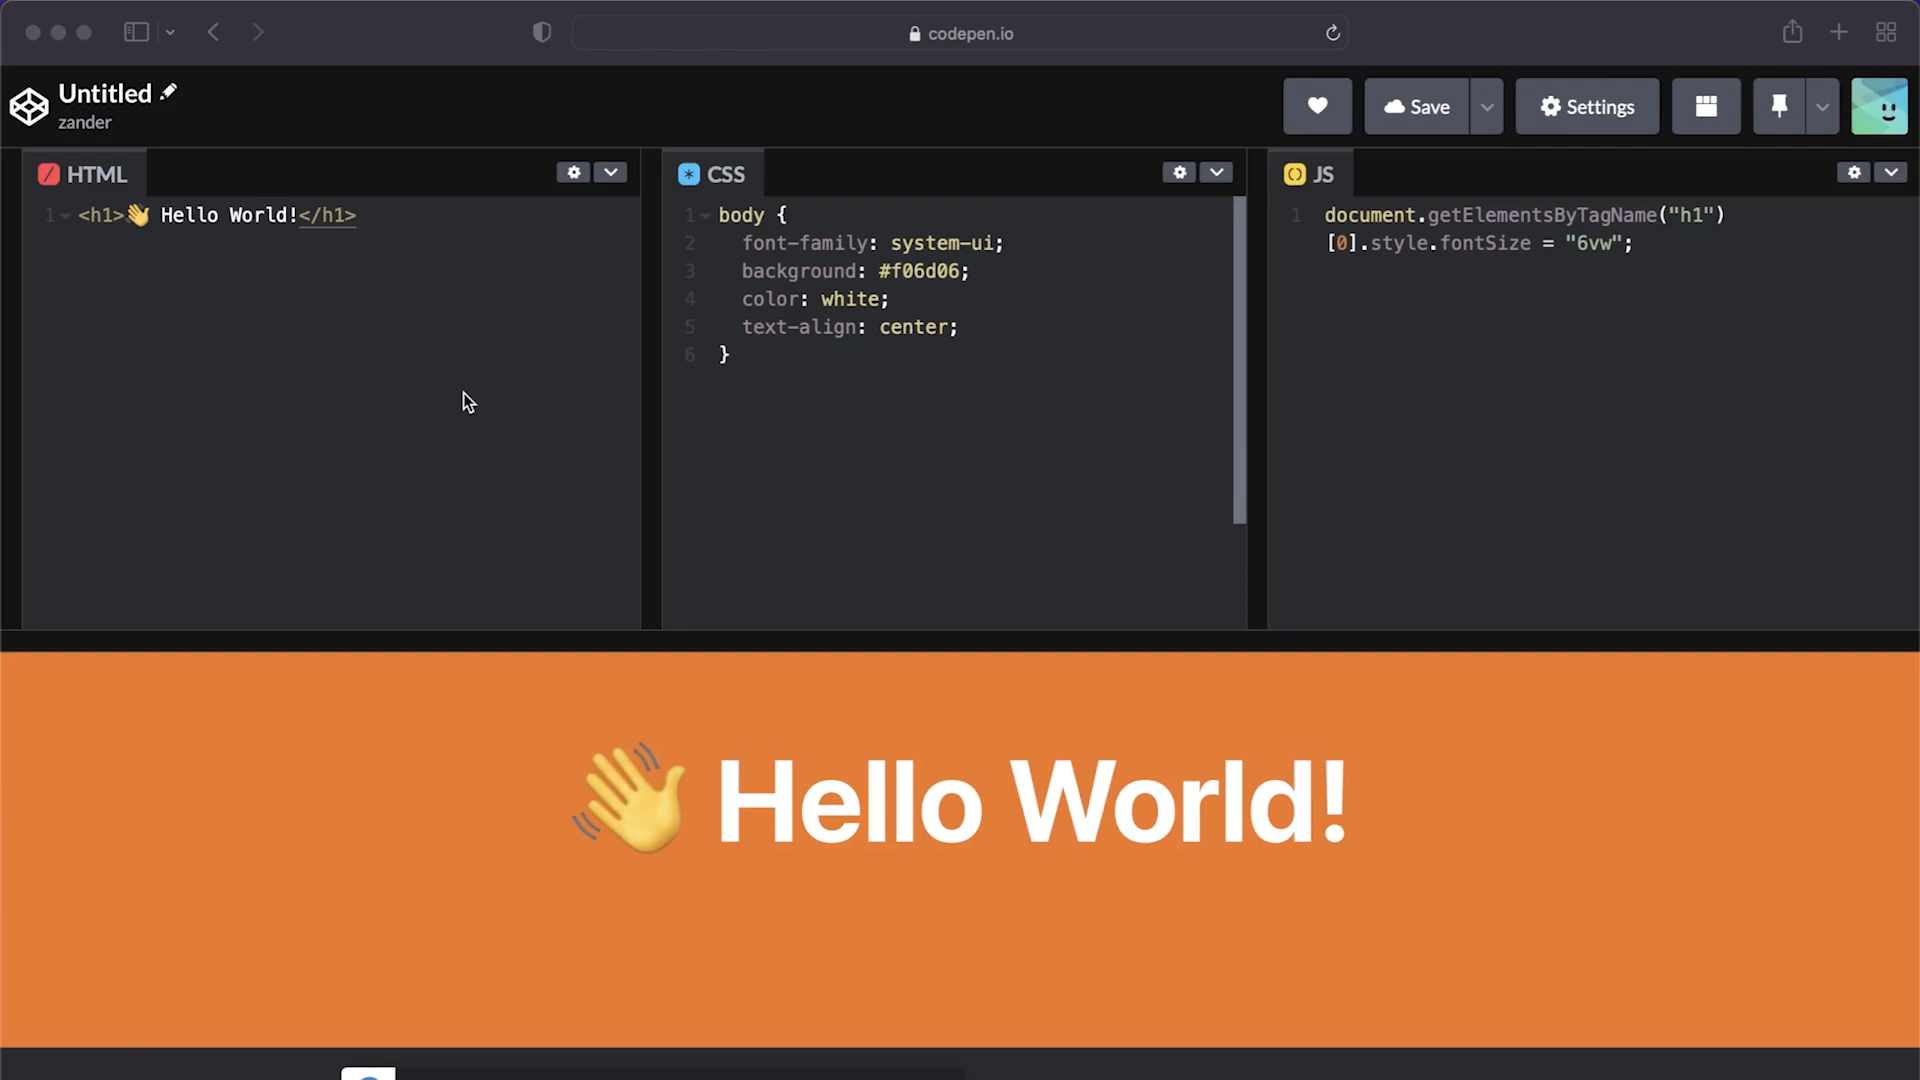 codepen.io
Untitled
zander
Save
Settings
HTML
1 <h1>👋 Hello World!</h1>
CSS
1 body {
2 font-family: system-ui;
3 background: #f06d06;
4 color: white;
5 text-align: center;
6 }
JS
1 document.getElementsByTagName("h1")
[0].style.fontSize = "6vw";
👋 Hello World!